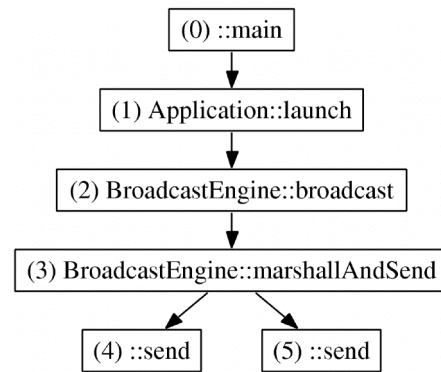 (0) ::main
(1) Application::launch
(2) BroadcastEngine::broadcast
(3) BroadcastEngine::marshallAndSend
(4) ::send
(5) ::send